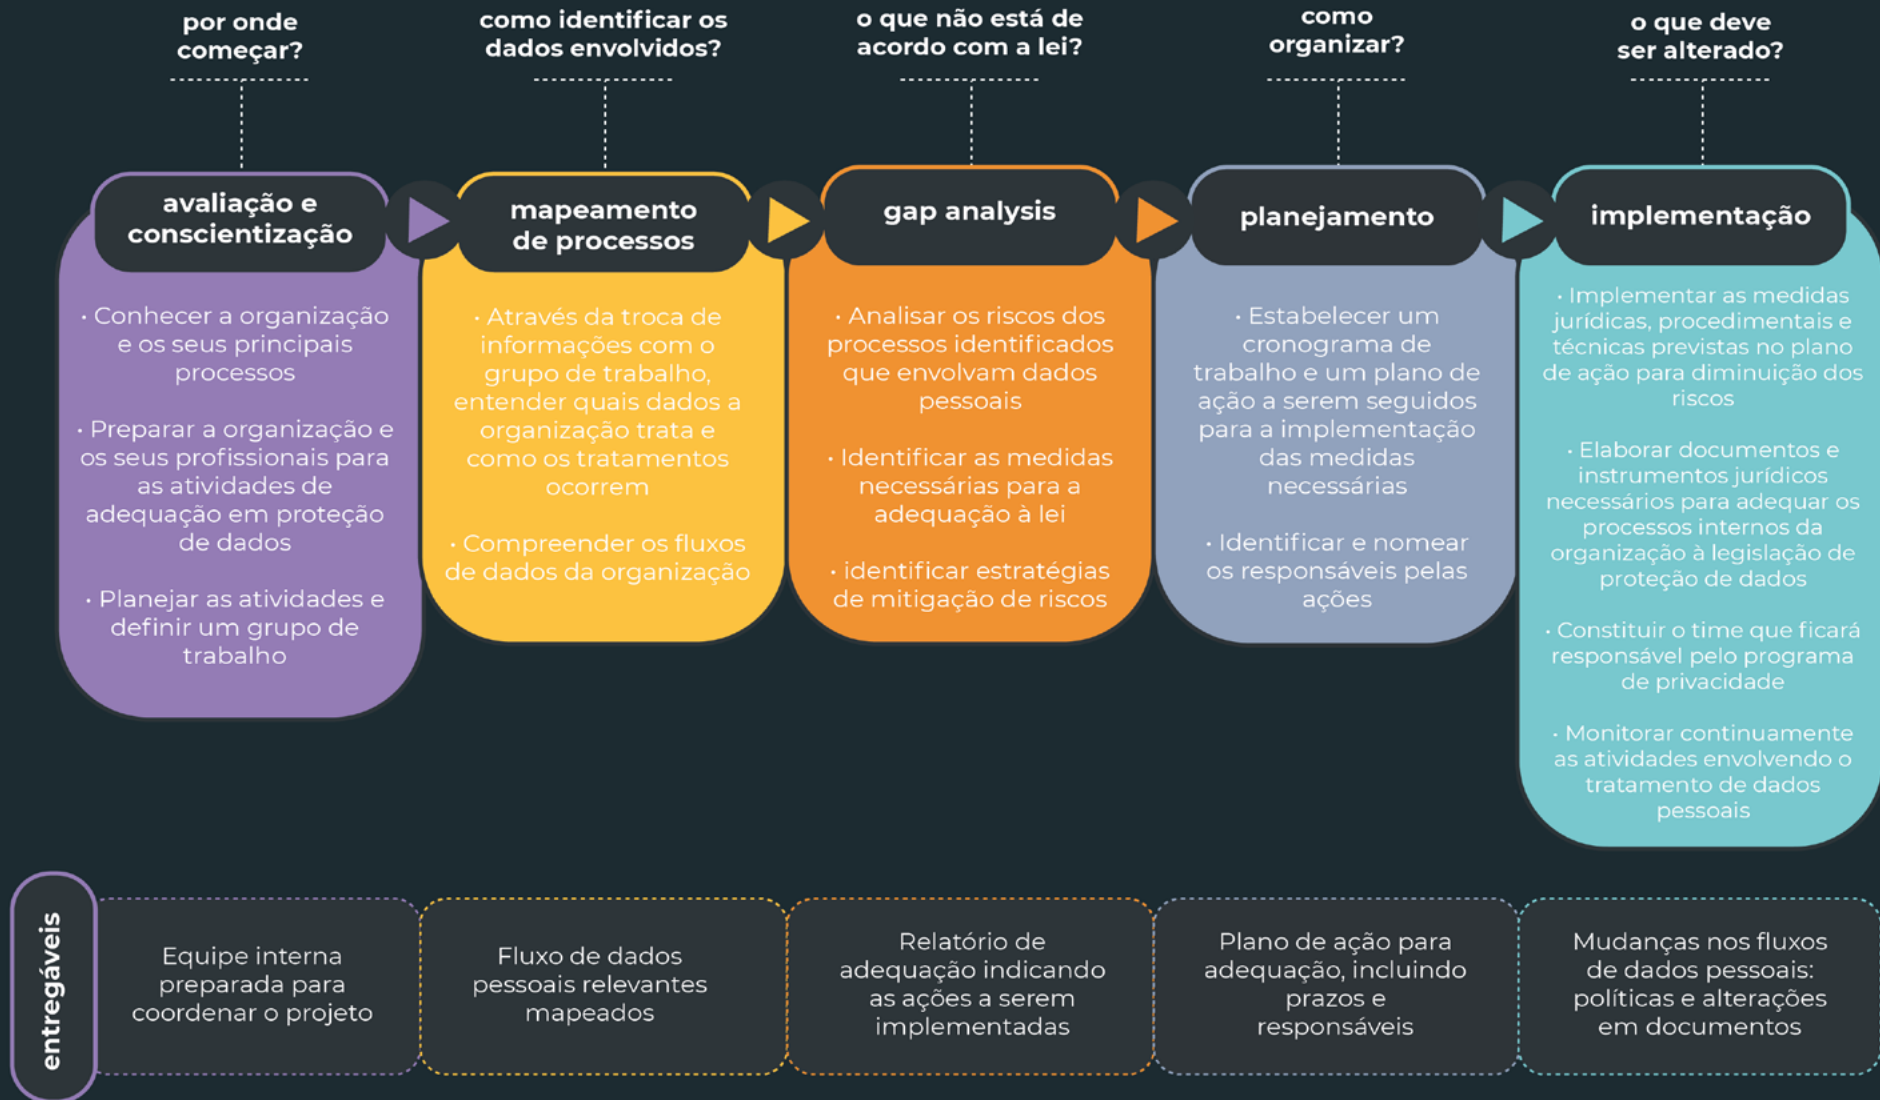 por onde
começar?
como identificar os
dados envolvidos?
o que não está de
acordo com a lei?
como
organizar?
o que deve
ser alterado?
avaliação e
conscientização
· Conhecer a organização
e os seus principais
processos
· Preparar a organização e
os seus profissionais para
as atividades de
adequação em proteção
de dados
· Planejar as atividades e
definir um grupo de
trabalho
mapeamento
de processos
· Através da troca de
informações com o
grupo de trabalho,
entender quais dados a
organização trata e
como os tratamentos
ocorrem
· Compreender os fluxos
de dados da organização
gap analysis
· Analisar os riscos dos
processos identificados
que envolvam dados
pessoais
· Identificar as medidas
necessárias para a
adequação à lei
· identificar estratégias
de mitigação de riscos
planejamento
· Estabelecer um
cronograma de
trabalho e um plano de
ação a serem seguidos
para a implementação
das medidas
necessárias
· Identificar e nomear
os responsáveis pelas
ações
implementação
· Implementar as medidas
jurídicas, procedimentais e
técnicas previstas no plano
de ação para diminuição dos
riscos
· Elaborar documentos e
instrumentos jurídicos
necessários para adequar os
processos internos da
organização à legislação de
proteção de dados
· Constituir o time que ficará
responsável pelo programa
de privacidade
· Monitorar continuamente
as atividades envolvendo o
tratamento de dados
pessoais
entregáveis
Equipe interna
preparada para
coordenar o projeto
Fluxo de dados
pessoais relevantes
mapeados
Relatório de
adequação indicando
as ações a serem
implementadas
Plano de ação para
adequação, incluindo
prazos e
responsáveis
Mudanças nos fluxos
de dados pessoais:
políticas e alterações
em documentos